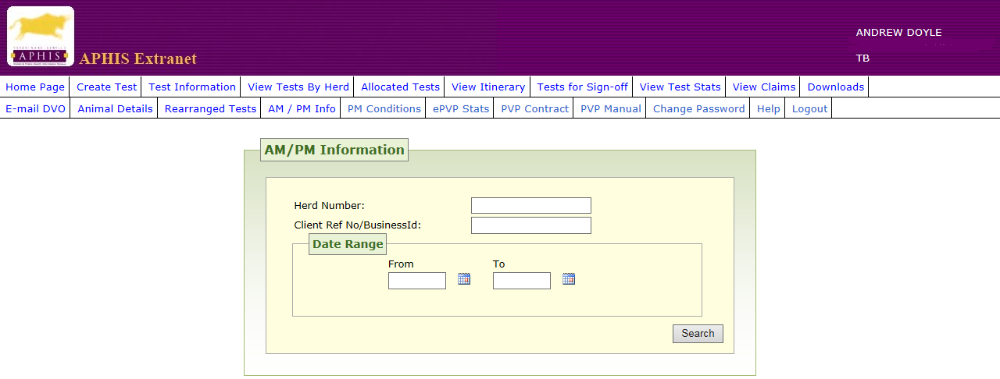 ANDREW DOYLE
APHIS
APHIS Extranet
TB
Home Page Create Test Test Information View Tests By Herd Allocated Tests View Itinerary Tests for Sign-off View Test Stats View Claims Downloads
E-mail DVO Animal Details Rearranged Tests AM / PM Info PM Conditions ePVP Stats PVP Contract PVP Manual Change Password Help Logout
AM/PM Information
Herd Number:
Client Ref No/BusinessId:
Date Range
From To
Search